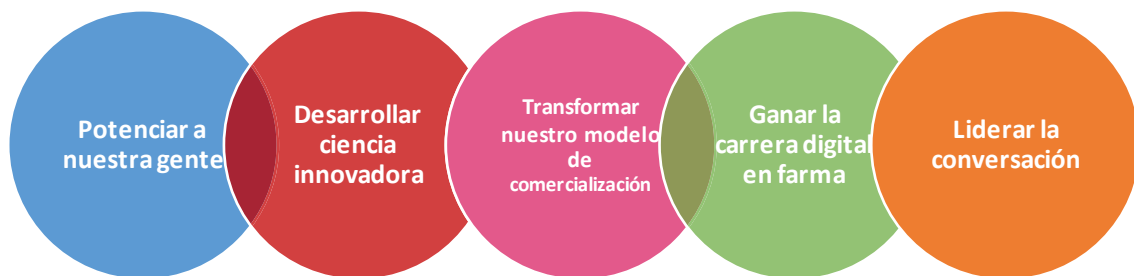 Potenciar a
nuestra gente
Desarrollar
ciencia
innovadora
Transformar
nuestro modelo
de
comercialización
Ganar la
carrera digital
en farma
Liderar la
conversación